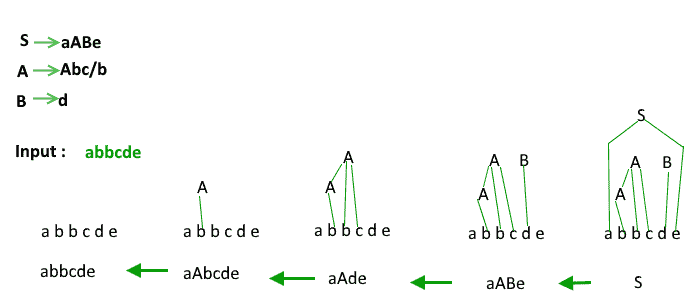 S → aABe
A → Abc/b
B → d
Input : abbcde
a b b c d e
A
a b b c d e
A
A
a b b c d e
A B
A
a b b c d e
S
A B
A
a b b c d e
abbcde ← aAbcde ← aAde ← aABe ← S